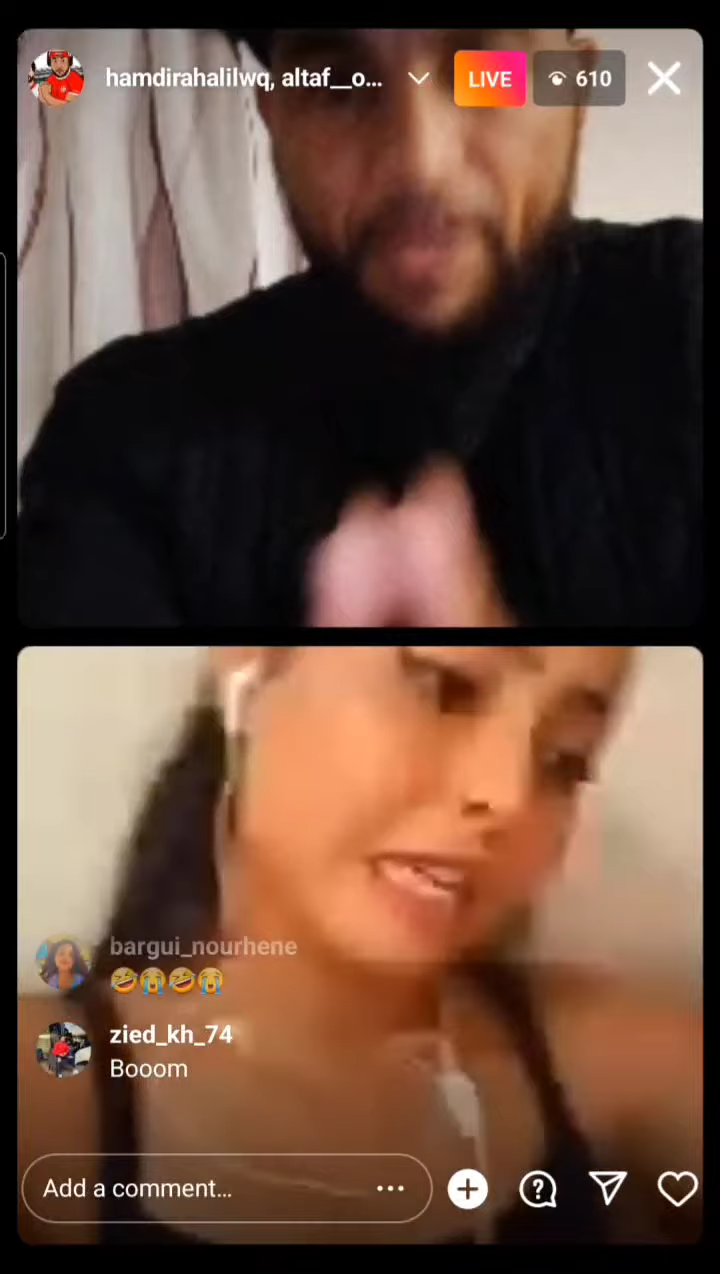 hamdirahalilwq, altaf__o...
LIVE
610
bargui_nourhene
🤣😭🤣😭
zied_kh_74
Booom
Add a comment...